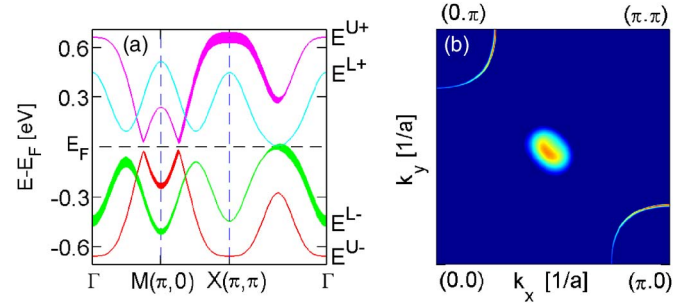 (a)
0.6
0.3
E_F
-0.3
-0.6
E-E_F [eV]
Γ
M(π,0)
X(π,π)
Γ
E^{U+}
E^{L+}
E^{L-}
E^{U-}
(0.π)
(π.π)
(b)
k_y [1/a]
(0.0)
k_x [1/a]
(π.0)